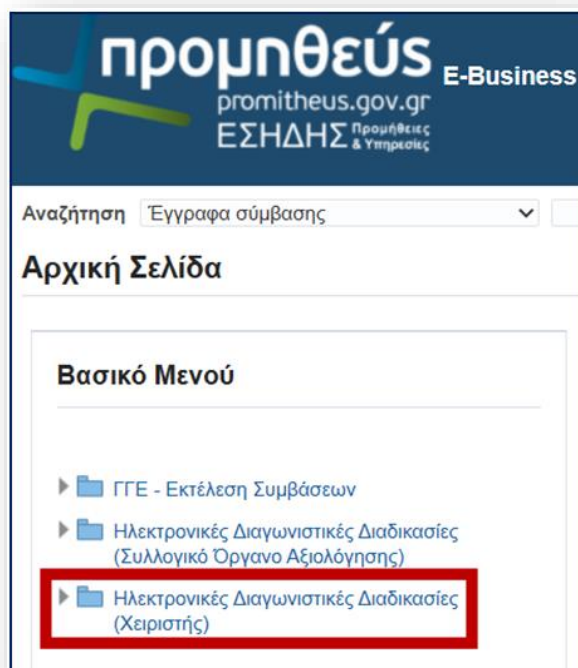 προμηθεύς E-Business
promitheus.gov.gr
ΕΣΗΔΗΣ Προμήθειες & Υπηρεσίες
Αναζήτηση Έγγραφα σύμβασης
Αρχική Σελίδα
Βασικό Μενού
ΓΓΕ - Εκτέλεση Συμβάσεων
Ηλεκτρονικές Διαγωνιστικές Διαδικασίες
(Συλλογικό Όργανο Αξιολόγησης)
Ηλεκτρονικές Διαγωνιστικές Διαδικασίες
(Χειριστής)